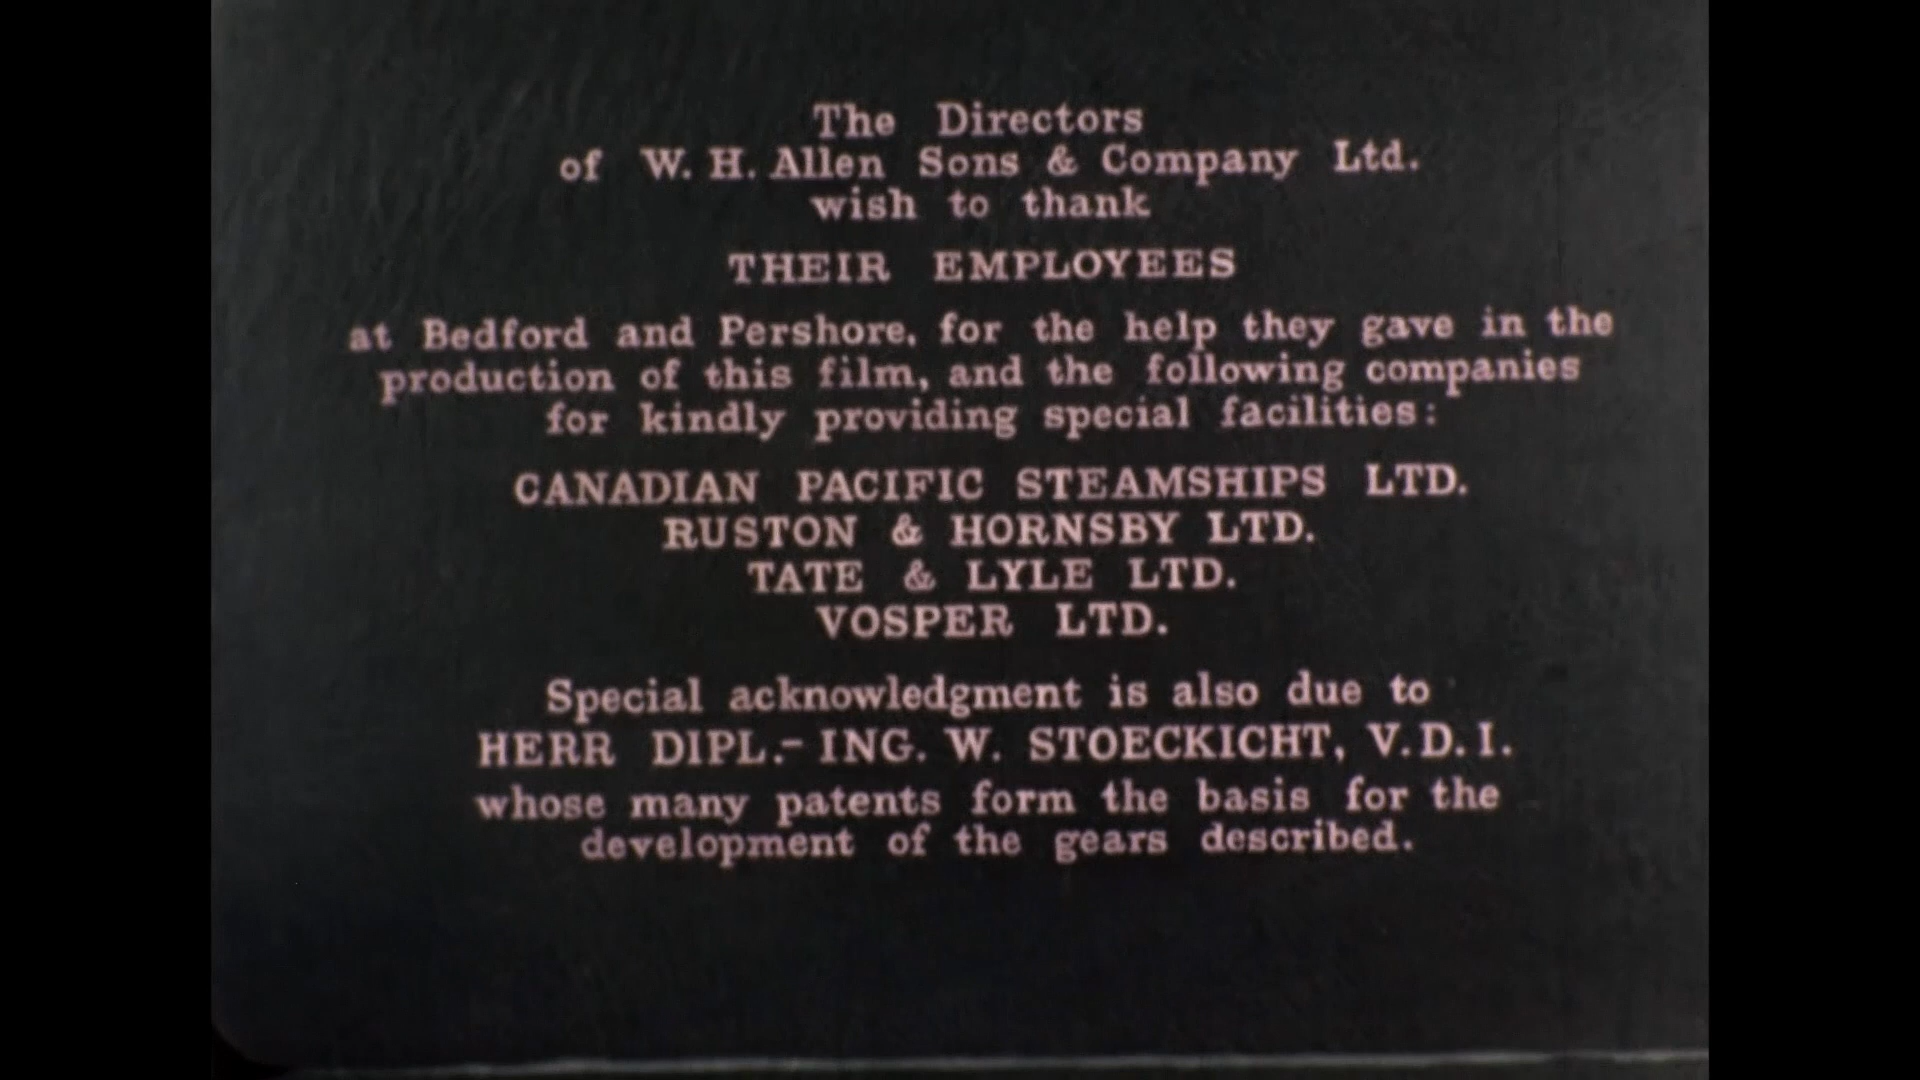 The Directors
of W. H. Allen Sons & Company Ltd.
wish to thank
THEIR EMPLOYEES
at Bedford and Pershore. for the help they gave in the
production of this film, and the following companies
for kindly providing special facilities:
CANADIAN PACIFIC STEAMSHIPS LTD.
RUSTON & HORNSBY LTD.
TATE & LYLE LTD.
VOSPER LTD.
Special acknowledgment is also due to
HERR DIPL.-ING. W. STOECKICHT, V.D.I.
whose many patents form the basis for the
development of the gears described.